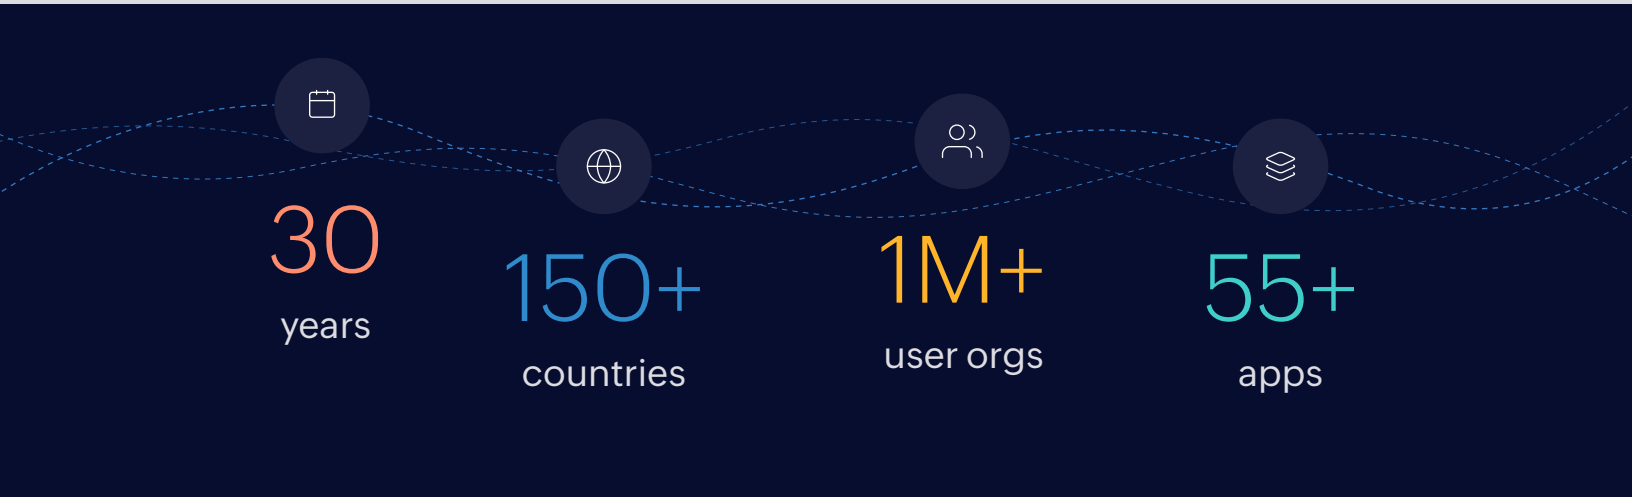 30
years
150+
countries
1M+
user orgs
55+
apps